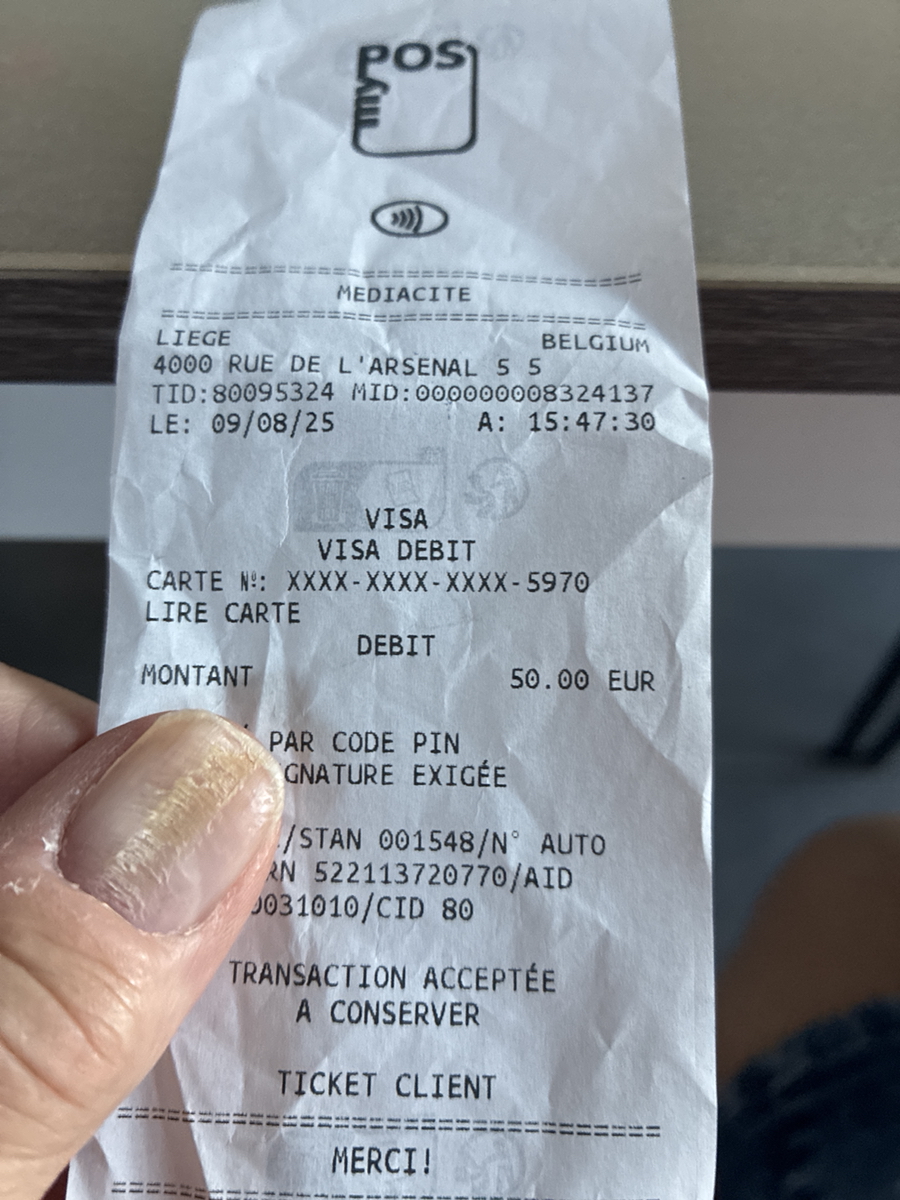 myPOS
MEDIACITE
LIEGE BELGIUM
4000 RUE DE L'ARSENAL 5 5
TID:80095324 MID:000000008324137
LE: 09/08/25 A: 15:47:30
VISA
VISA DEBIT
CARTE Nº: XXXX-XXXX-XXXX-5970
LIRE CARTE
DEBIT
MONTANT 50.00 EUR
PAR CODE PIN
GNATURE EXIGÉE
/STAN 001548/N° AUTO
RN 522113720770/AID
0031010/CID 80
TRANSACTION ACCEPTÉE
A CONSERVER
TICKET CLIENT
MERCI!